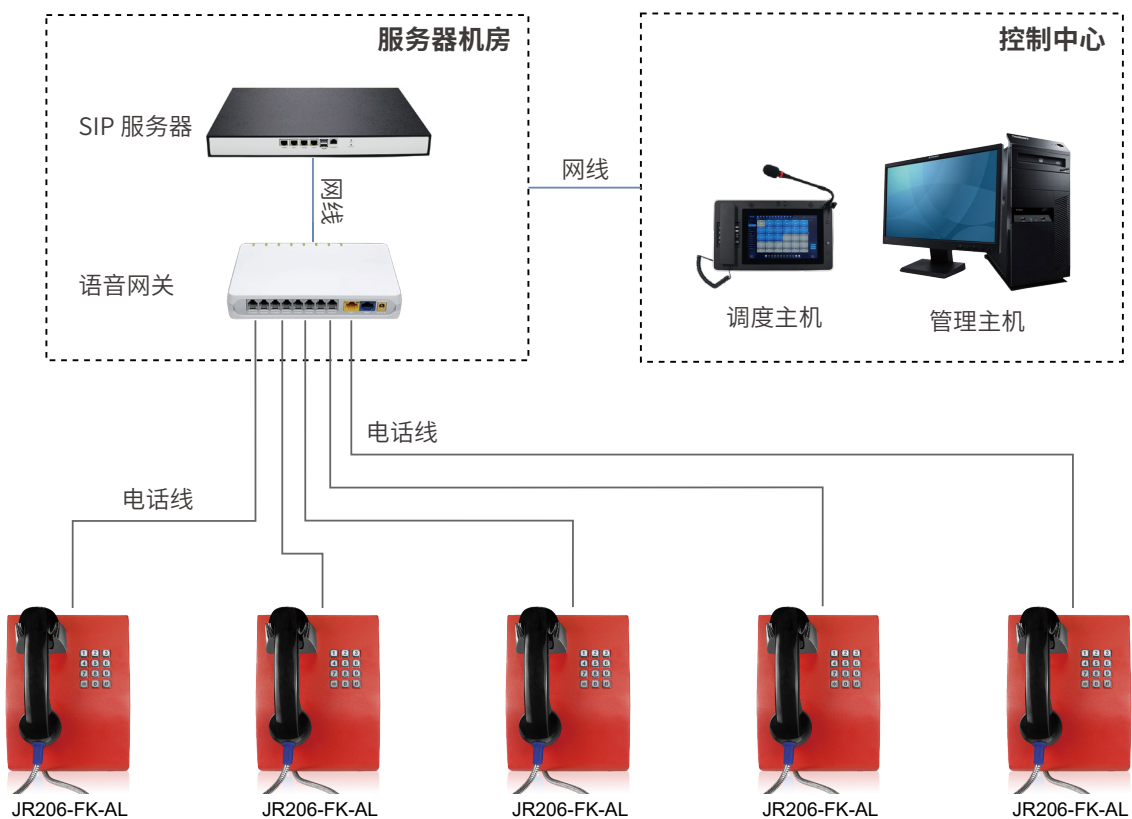 服务器机房
控制中心
SIP 服务器
网线
网线
语音网关
调度主机
管理主机
电话线
电话线
JR206-FK-AL
JR206-FK-AL
JR206-FK-AL
JR206-FK-AL
JR206-FK-AL